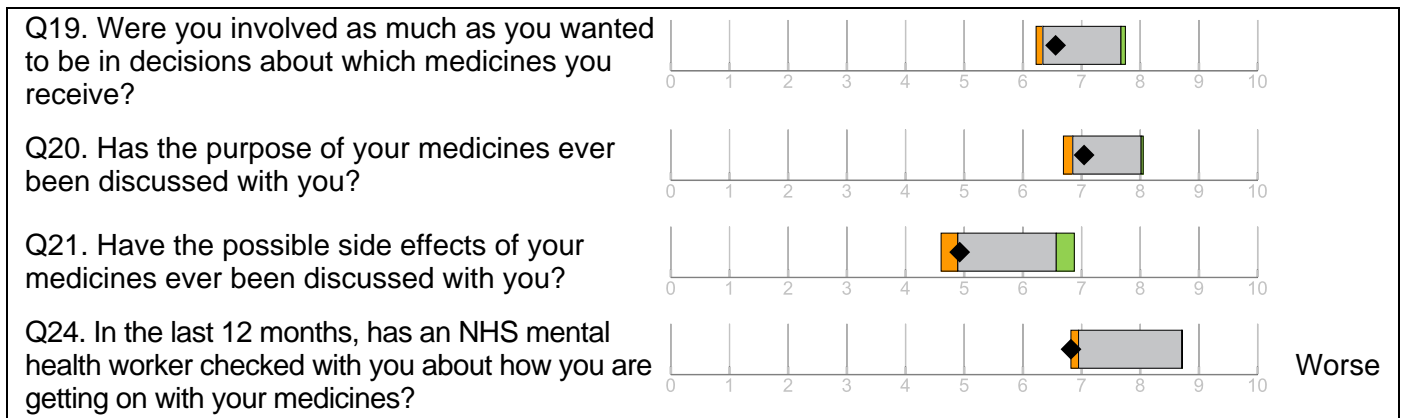 Q19. Were you involved as much as you wanted
to be in decisions about which medicines you
receive?
0 1 2 3 4 5 6 7 8 9 10
Q20. Has the purpose of your medicines ever
been discussed with you?
0 1 2 3 4 5 6 7 8 9 10
Q21. Have the possible side effects of your
medicines ever been discussed with you?
0 1 2 3 4 5 6 7 8 9 10
Q24. In the last 12 months, has an NHS mental
health worker checked with you about how you are
getting on with your medicines?
0 1 2 3 4 5 6 7 8 9 10
Worse